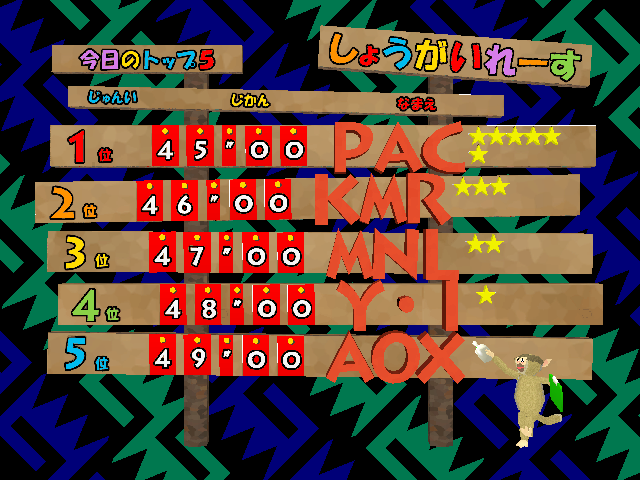 今日のトップ5
しょうがいれーす
じゅんい じかん なまえ
1位 45"00 PAC ★★★★★★
2位 46"00 KMR ★★★
3位 47"00 MNL ★★
4位 48"00 Y・T ★
5位 49"00 AOX